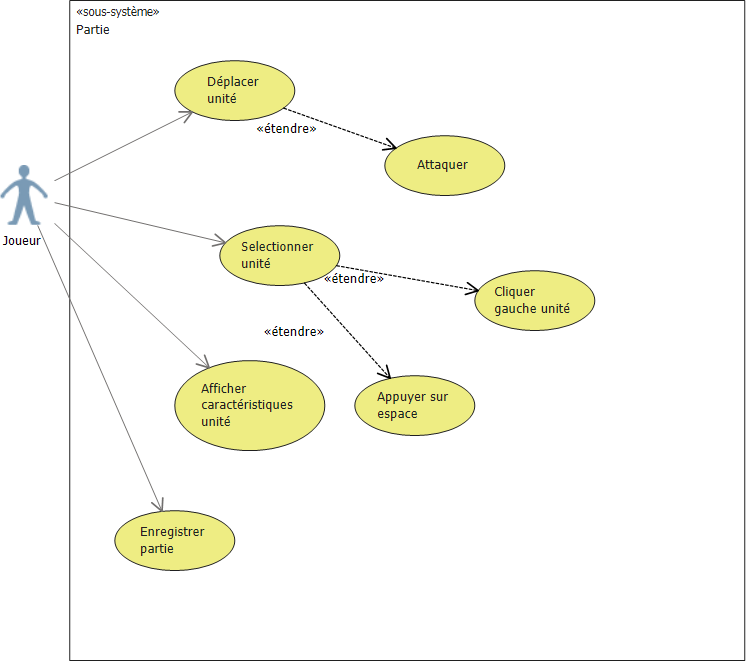 «sous-système»
Partie
Déplacer
unité
«étendre»
Attaquer
Joueur
Selectionner
unité
«étendre»
Cliquer
gauche unité
«étendre»
Afficher
caractéristiques
unité
Appuyer sur
espace
Enregistrer
partie